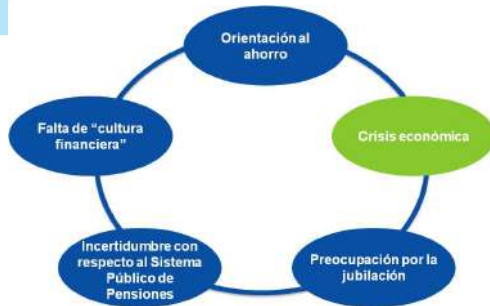 Orientación al
ahorro
Crisis económica
Preocupación por la
jubilación
Incertidumbre con
respecto al Sistema
Público de
Pensiones
Falta de “cultura
financiera”